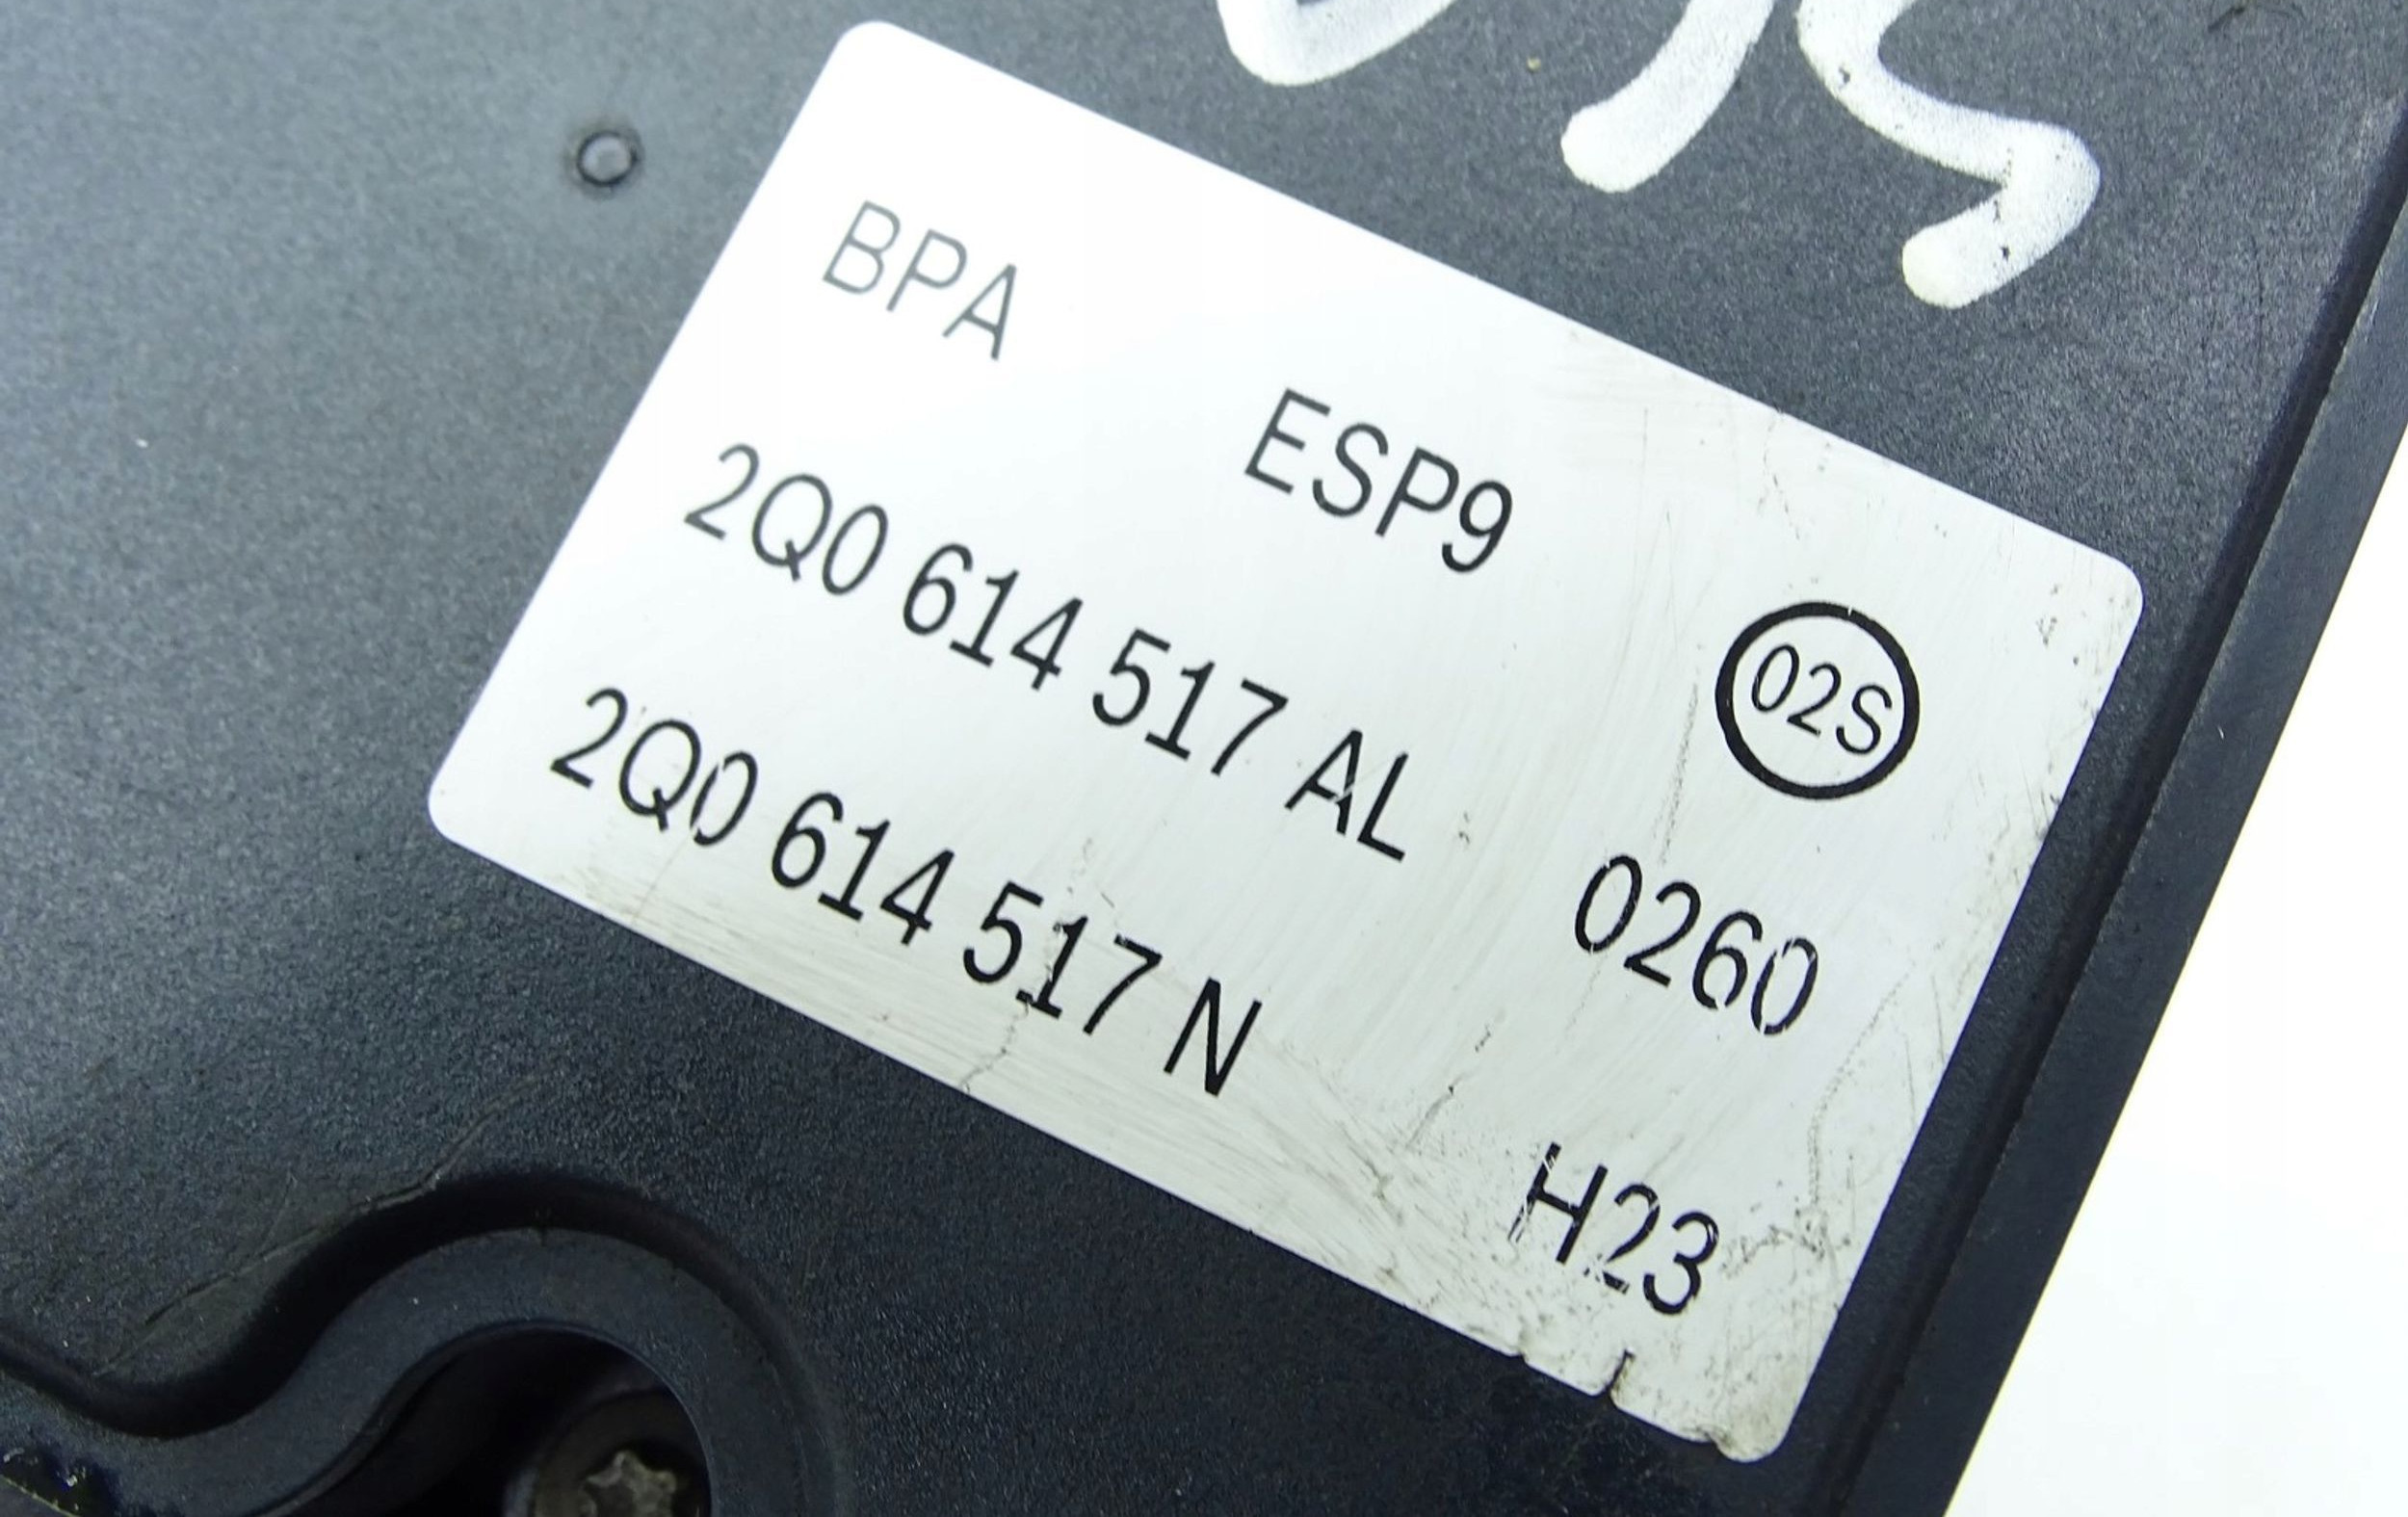 BPA ESP9
02S
2Q0 614 517 AL 0260
2Q0 614 517 N H23